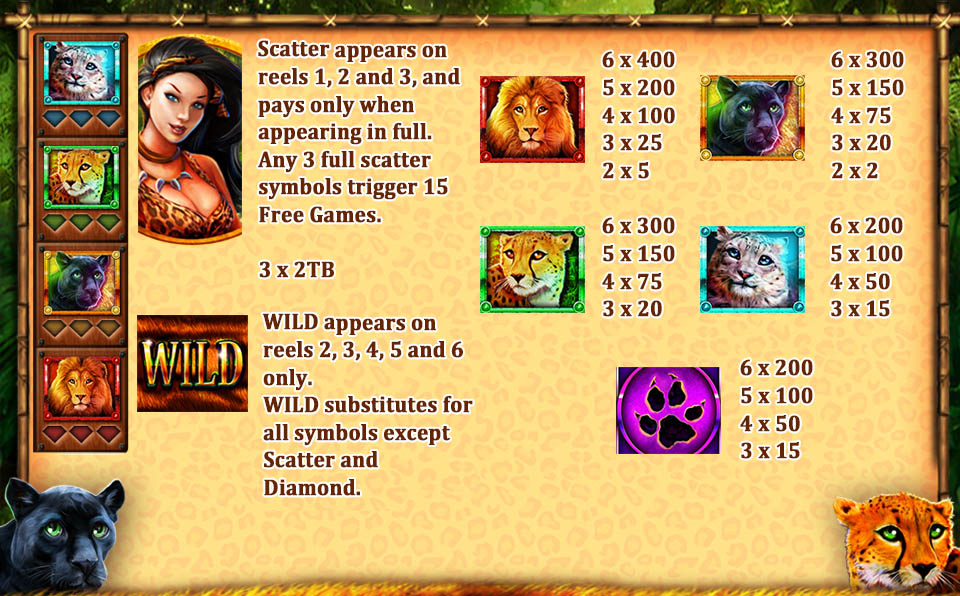 Scatter appears on
reels 1, 2 and 3, and
pays only when
appearing in full.
Any 3 full scatter
symbols trigger 15
Free Games.
3 x 2TB
WILD
WILD appears on
reels 2, 3, 4, 5 and 6
only.
WILD substitutes for
all symbols except
Scatter and
Diamond.
6 x 400
5 x 200
4 x 100
3 x 25
2 x 5
6 x 300
5 x 150
4 x 75
3 x 20
2 x 2
6 x 300
5 x 150
4 x 75
3 x 20
6 x 200
5 x 100
4 x 50
3 x 15
6 x 200
5 x 100
4 x 50
3 x 15